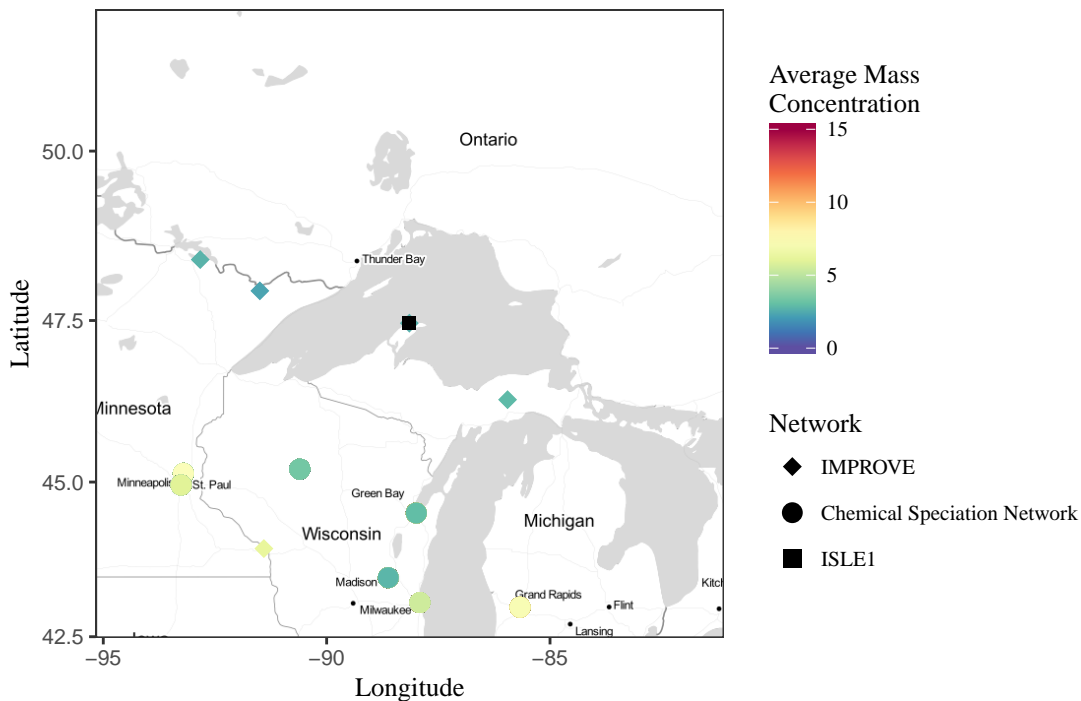 Average Mass
Concentration
15
10
5
0
Network
IMPROVE
Chemical Speciation Network
ISLE1
Latitude
50.0
47.5
45.0
42.5
Ontario
Thunder Bay
Minnesota
Minneapolis
St. Paul
Green Bay
Wisconsin
Michigan
Madison
Milwaukee
Grand Rapids
Flint
Lansing
Kitch
−95
−90
−85
Longitude